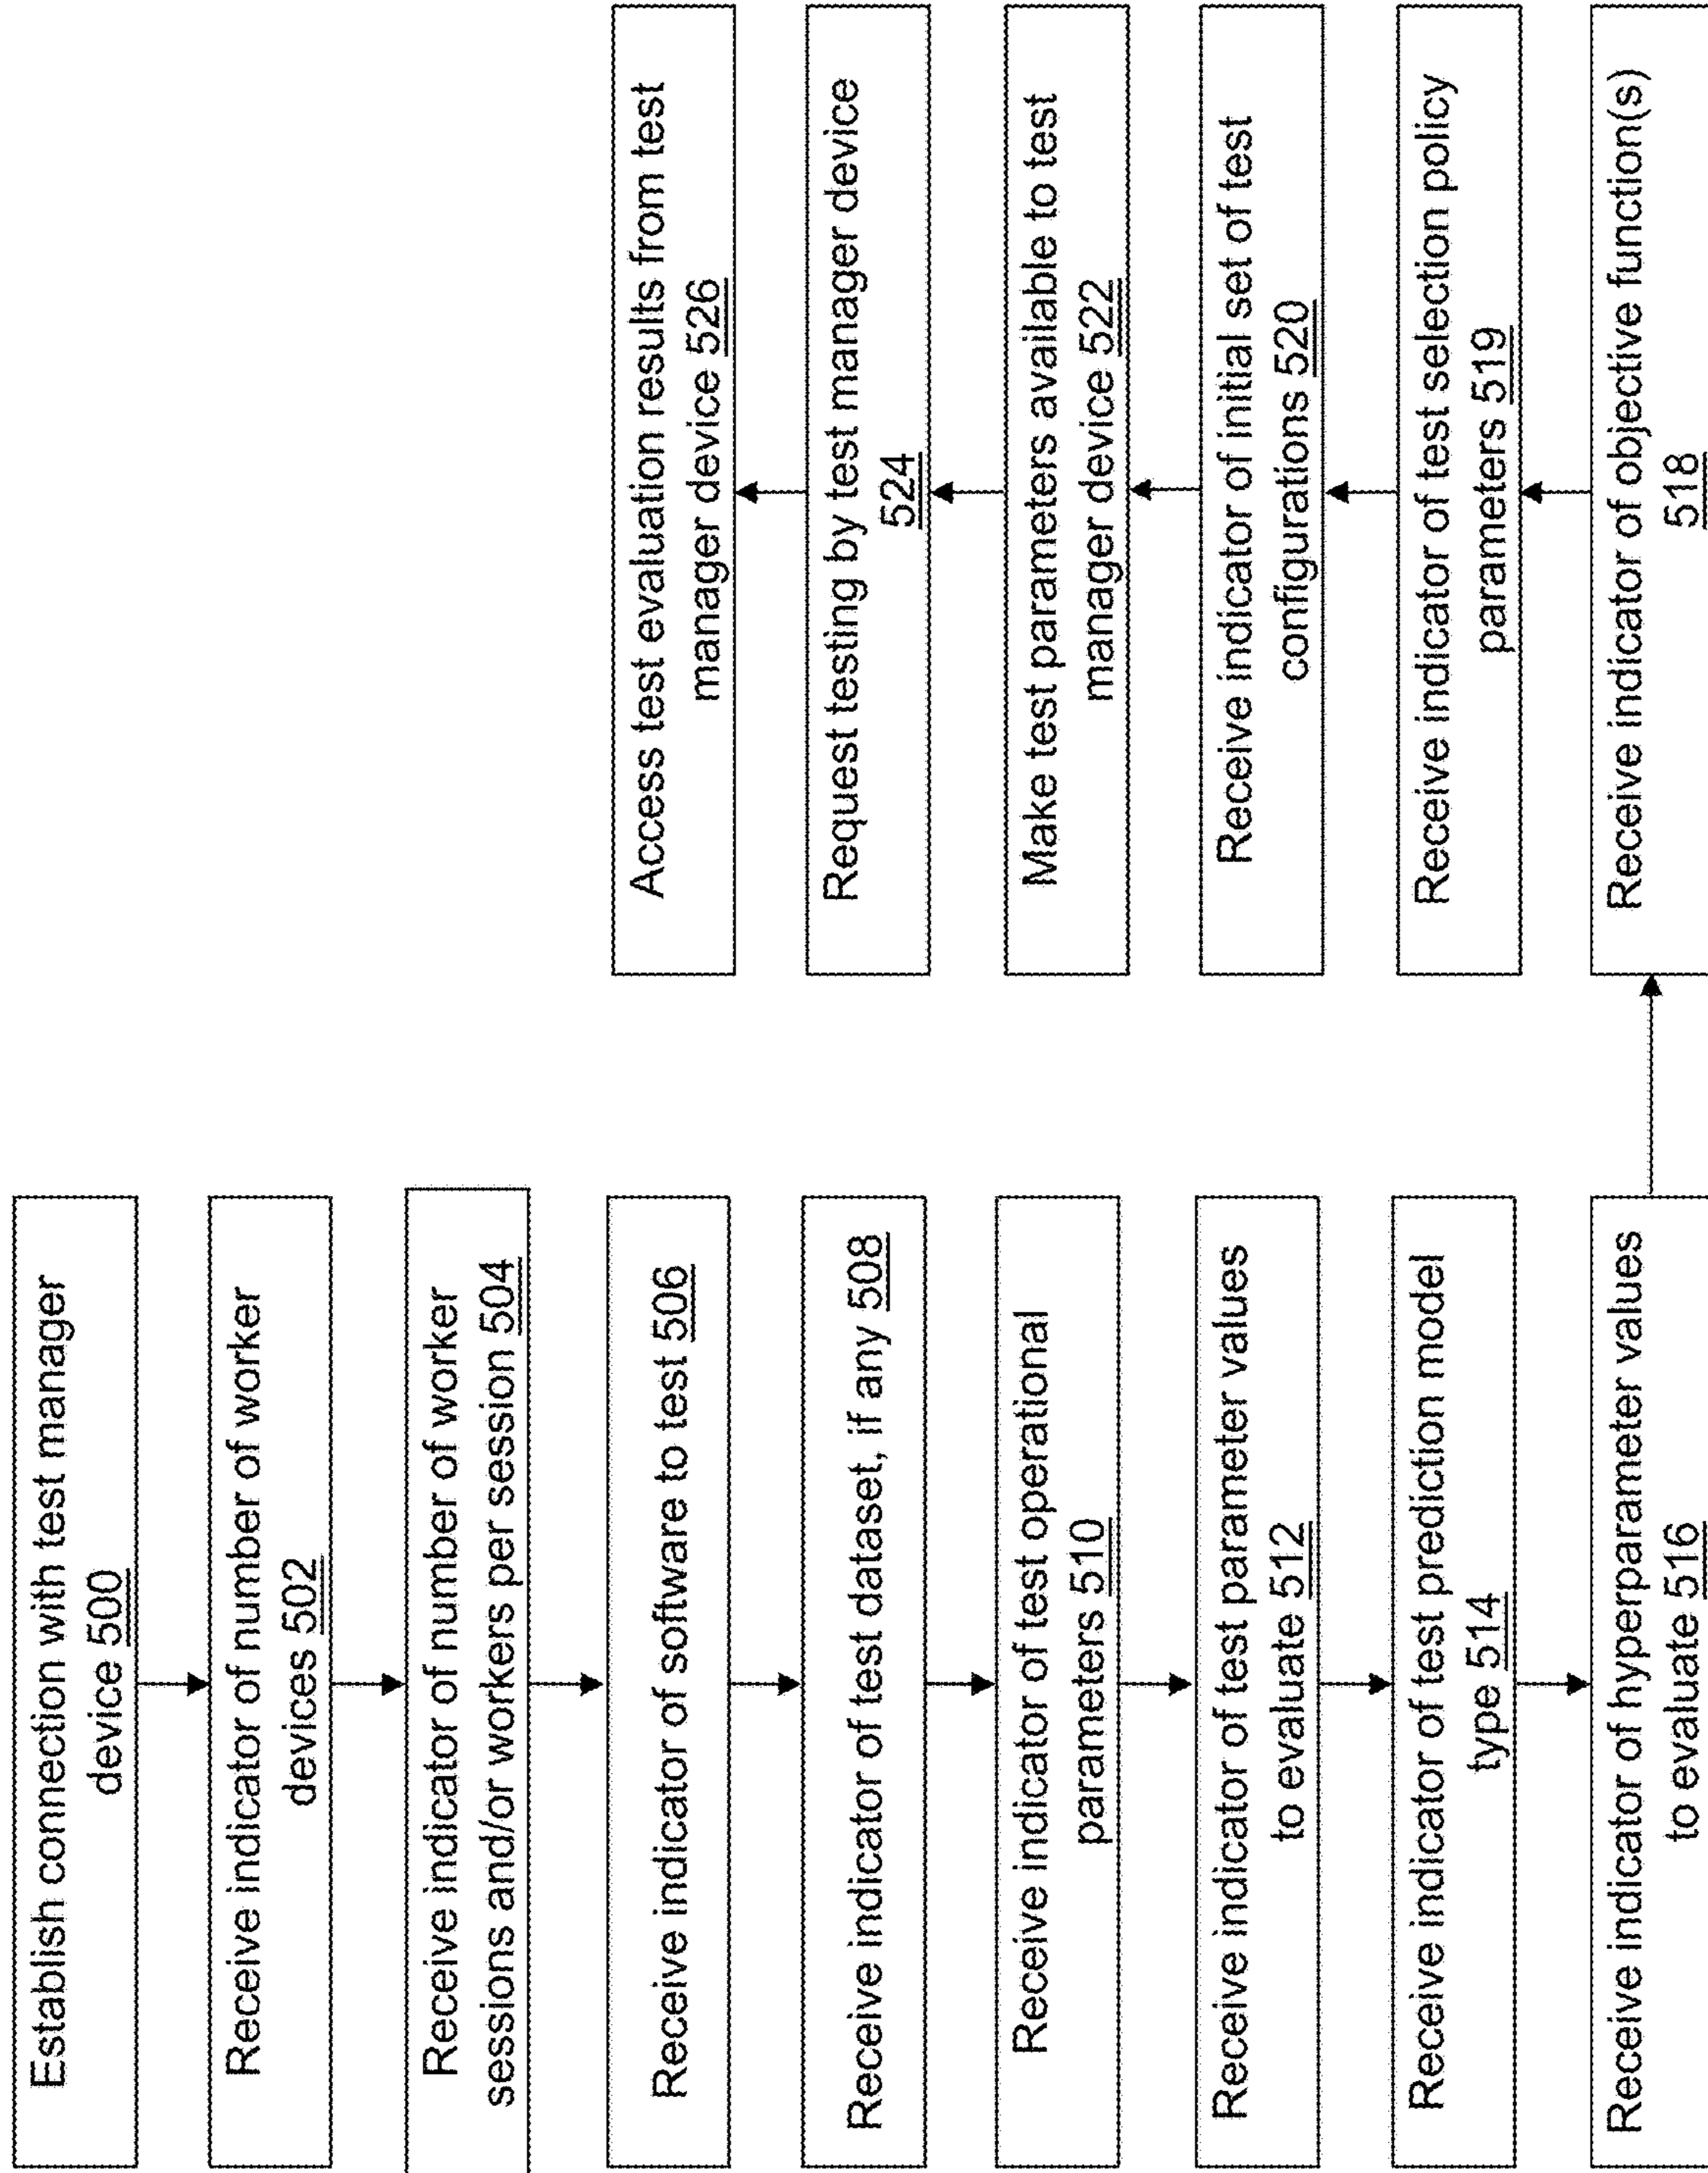 Establish connection with test manager
device 500
Receive indicator of number of worker
devices 502
Receive indicator of number of worker
sessions and/or workers per session 504
Receive indicator of software to test 506
Receive indicator of test dataset, if any 508
Receive indicator of test operational
parameters 510
Receive indicator of test parameter values
to evaluate 512
Receive indicator of test prediction model
type 514
Receive indicator of hyperparameter values
to evaluate 516
Receive indicator of objective function(s)
518
Receive indicator of test selection policy
parameters 519
Receive indicator of initial set of test
configurations 520
Make test parameters available to test
manager device 522
Request testing by test manager device
524
Access test evaluation results from test
manager device 526